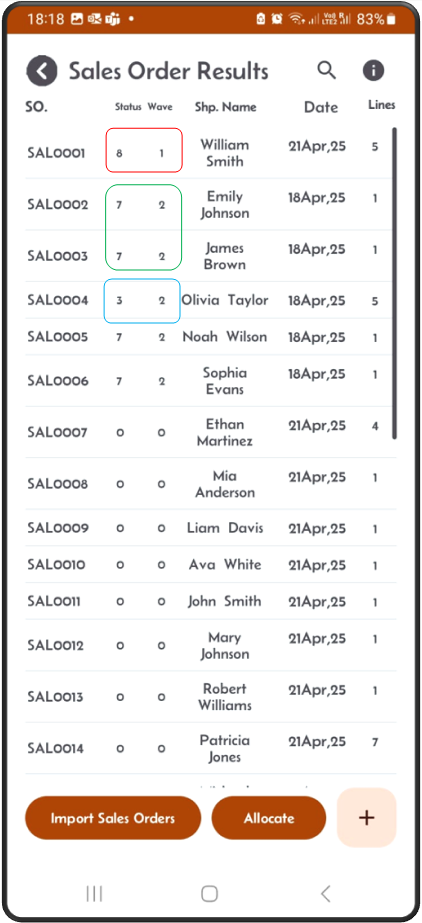 18:18 83%
Sales Order Results
SO. Status Wave Shp. Name Date Lines
SAL0001 8 1 William Smith 21Apr,25 5
SAL0002 7 2 Emily Johnson 18Apr,25 1
SAL0003 7 2 James Brown 18Apr,25 1
SAL0004 3 2 Olivia Taylor 18Apr,25 5
SAL0005 7 2 Noah Wilson 18Apr,25 1
SAL0006 7 2 Sophia Evans 18Apr,25 1
SAL0007 0 0 Ethan Martinez 21Apr,25 4
SAL0008 0 0 Mia Anderson 21Apr,25 1
SAL0009 0 0 Liam Davis 21Apr,25 1
SAL0010 0 0 Ava White 21Apr,25 1
SAL0011 0 0 John Smith 21Apr,25 1
SAL0012 0 0 Mary Johnson 21Apr,25 1
SAL0013 0 0 Robert Williams 21Apr,25 1
SAL0014 0 0 Patricia Jones 21Apr,25 7
Import Sales Orders Allocate +